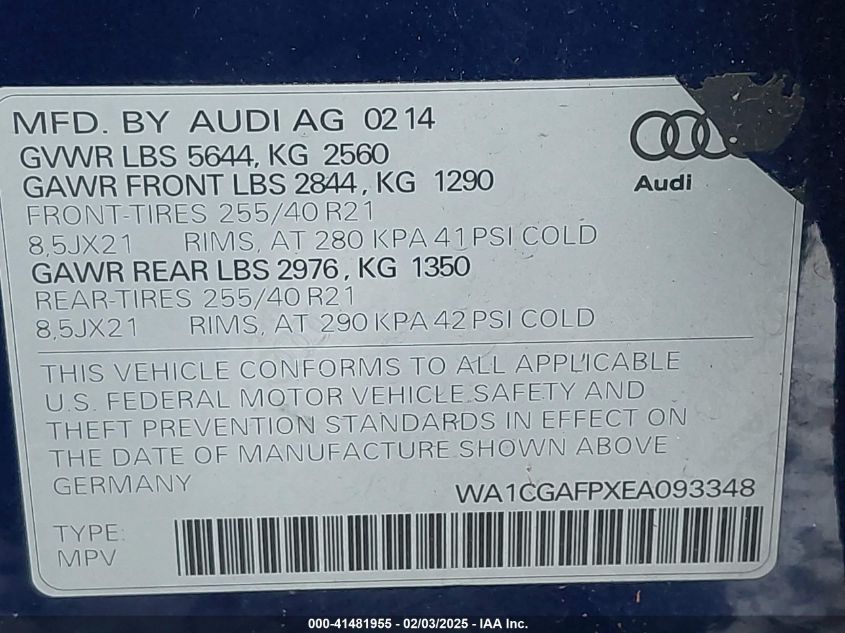 MFD. BY AUDI AG 02 14
GVWR LBS 5644, KG 2560
GAWR FRONT LBS 2844, KG 1290
FRONT-TIRES 255/40 R21
8,5JX21 RIMS, AT 280 KPA 41 PSI COLD
GAWR REAR LBS 2976, KG 1350
REAR-TIRES 255/40 R21
8,5JX21 RIMS, AT 290 KPA 42 PSI COLD
Audi
THIS VEHICLE CONFORMS TO ALL APPLICABLE
U.S. FEDERAL MOTOR VEHICLE SAFETY AND
THEFT PREVENTION STANDARDS IN EFFECT ON
THE DATE OF MANUFACTURE SHOWN ABOVE
GERMANY
WA1CGAFPXEA093348
TYPE:
MPV
000-41481955 - 02/03/2025 - IAA Inc.